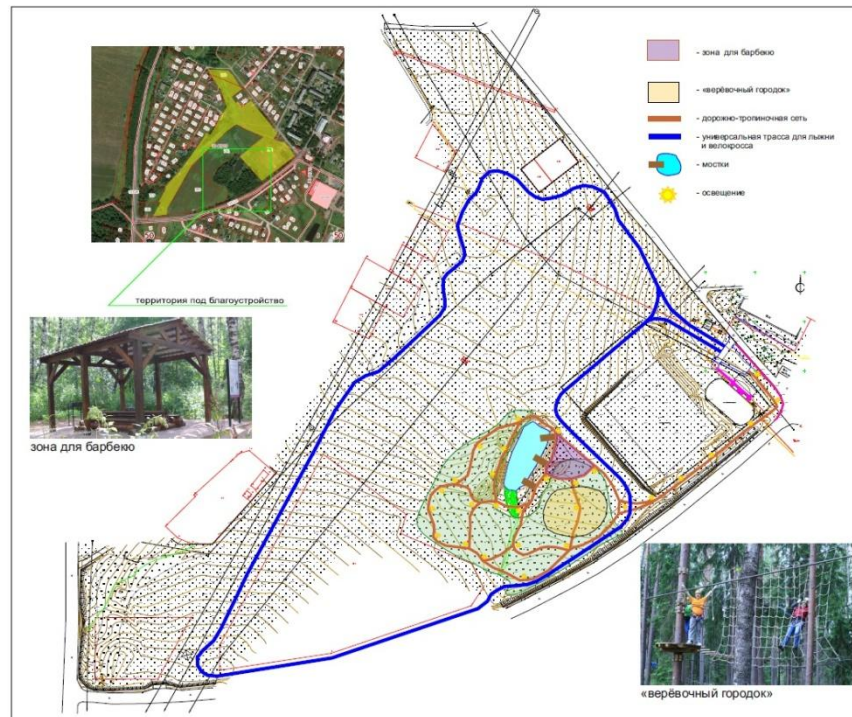 - зона для барбекю
- «верёвочный городок»
- дорожно-тропиночная сеть
- универсальная трасса для лыжни
и велокросса
- мостки
- освещение
территория под благоустройство
зона для барбекю
«верёвочный городок»